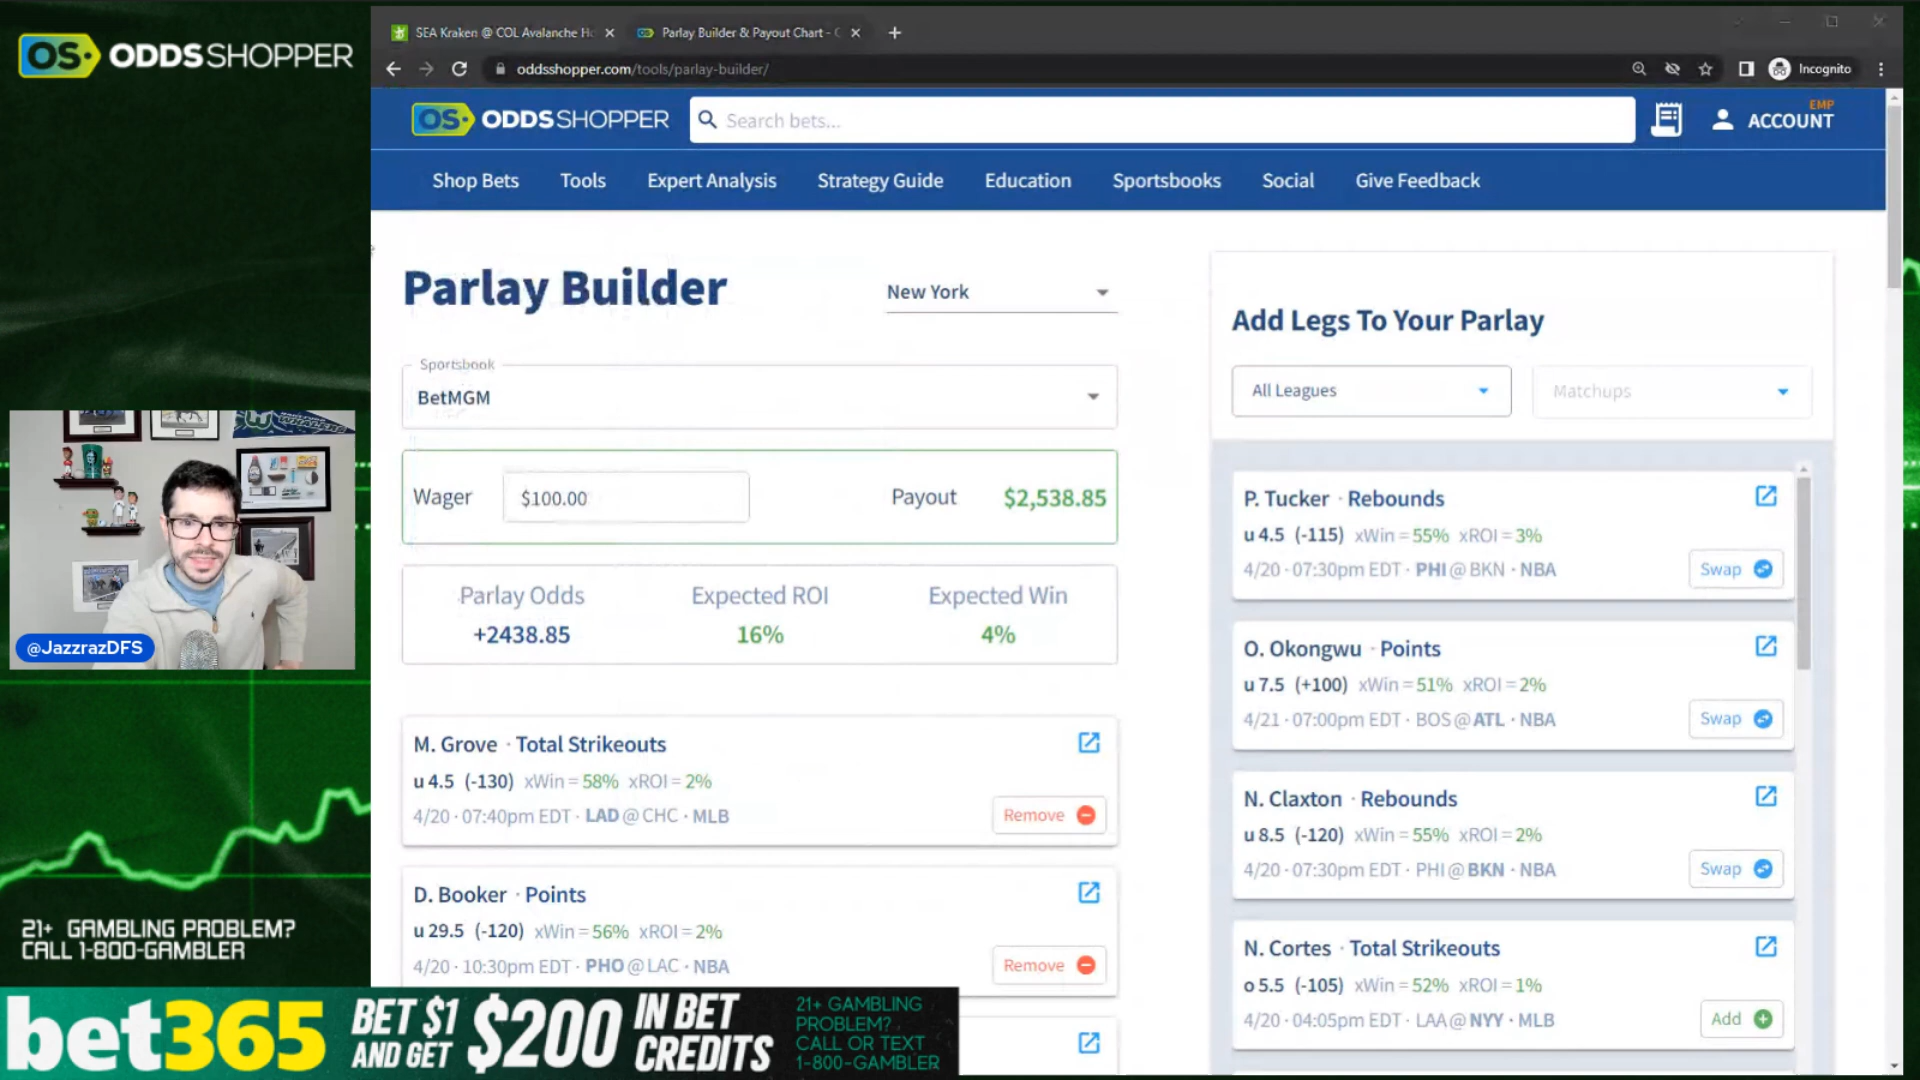 OS ODDSSHOPPER
SEA Kraken @ COL Avalanche H
Parlay Builder & Payout Chart -
oddsshopper.com/tools/parlay-builder/
Incognito
OS ODDSSHOPPER
Search bets...
EMP
ACCOUNT
Shop Bets Tools Expert Analysis Strategy Guide Education Sportsbooks Social Give Feedback
Parlay Builder
New York
Sportsbook
BetMGM
Wager $100.00 Payout $2,538.85
Parlay Odds Expected ROI Expected Win
+2438.85 16% 4%
M. Grove · Total Strikeouts
u 4.5 (-130) xWin = 58% xROI = 2%
4/20 · 07:40pm EDT · LAD @ CHC · MLB
Remove
D. Booker · Points
u 29.5 (-120) xWin = 56% xROI = 2%
4/20 · 10:30pm EDT · PHO @ LAC · NBA
Remove
Add Legs To Your Parlay
All Leagues
Matchups
P. Tucker · Rebounds
u 4.5 (-115) xWin = 55% xROI = 3%
4/20 · 07:30pm EDT · PHI @ BKN · NBA
Swap
O. Okongwu · Points
u 7.5 (+100) xWin = 51% xROI = 2%
4/21 · 07:00pm EDT · BOS @ ATL · NBA
Swap
N. Claxton · Rebounds
u 8.5 (-120) xWin = 55% xROI = 2%
4/20 · 07:30pm EDT · PHI @ BKN · NBA
Swap
N. Cortes · Total Strikeouts
o 5.5 (-105) xWin = 52% xROI = 1%
4/20 · 04:05pm EDT · LAA @ NYY · MLB
Add
@JazzrazDFS
21+ GAMBLING PROBLEM?
CALL 1-800-GAMBLER
bet365
BET $1
AND GET
$200
IN BET
CREDITS
21+ GAMBLING
PROBLEM?
CALL OR TEXT
1-800-GAMBLER